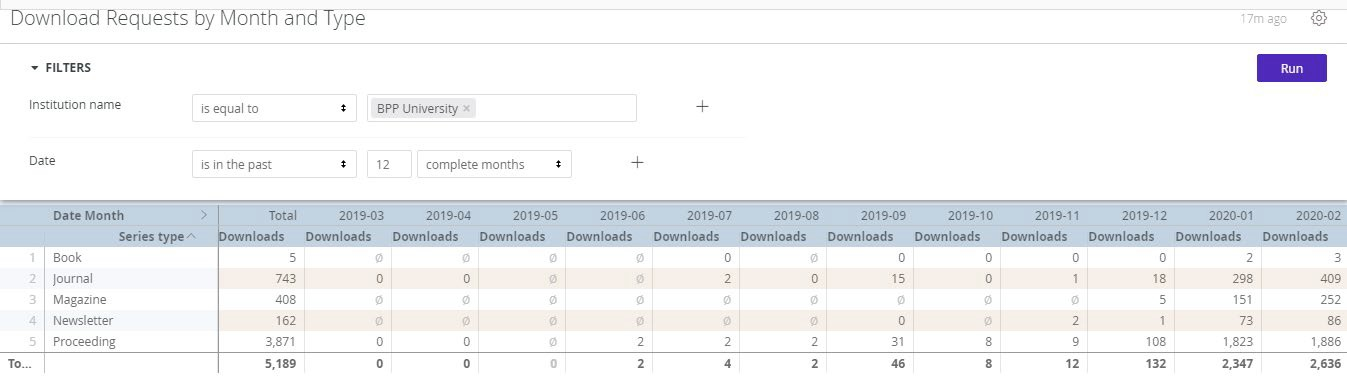 Download Requests by Month and Type 17m ago
FILTERS Run
Institution name is equal to BPP University × +
Date is in the past 12 complete months +
Date Month > Total 2019-03 2019-04 2019-05 2019-06 2019-07 2019-08 2019-09 2019-10 2019-11 2019-12 2020-01 2020-02
Series type Downloads Downloads Downloads Downloads Downloads Downloads Downloads Downloads Downloads Downloads Downloads Downloads Downloads
1 Book 5 ∅ ∅ ∅ ∅ 0 ∅ 0 0 0 0 2 3
2 Journal 743 0 0 ∅ ∅ 2 0 15 0 1 18 298 409
3 Magazine 408 ∅ ∅ ∅ ∅ ∅ ∅ ∅ ∅ ∅ 5 151 252
4 Newsletter 162 ∅ ∅ ∅ ∅ ∅ ∅ 0 ∅ 2 1 73 86
5 Proceeding 3,871 0 0 ∅ 2 2 2 31 8 9 108 1,823 1,886
To... 5,189 0 0 0 2 4 2 46 8 12 132 2,347 2,636